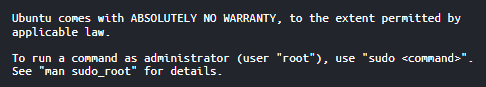 Ubuntu comes with ABSOLUTELY NO WARRANTY, to the extent permitted by
applicable law.
To run a command as administrator (user "root"), use "sudo <command>".
See "man sudo_root" for details.